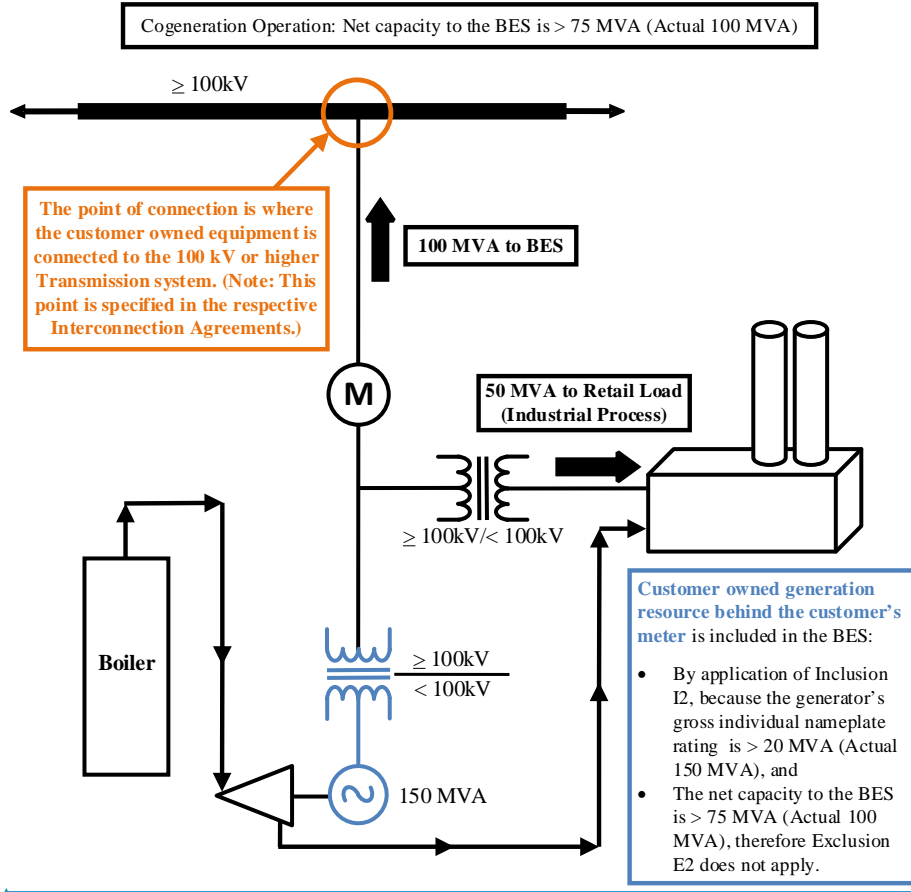 Cogeneration Operation: Net capacity to the BES is > 75 MVA (Actual 100 MVA)
≥ 100kV
The point of connection is where
the customer owned equipment is
connected to the 100 kV or higher
Transmission system. (Note: This
point is specified in the respective
Interconnection Agreements.)
100 MVA to BES
M
50 MVA to Retail Load
(Industrial Process)
≥ 100kV/< 100kV
Boiler
≥ 100kV
< 100kV
150 MVA
Customer owned generation
resource behind the customer's
meter is included in the BES:
• By application of Inclusion
I2, because the generator's
gross individual nameplate
rating is > 20 MVA (Actual
150 MVA), and
• The net capacity to the BES
is > 75 MVA (Actual 100
MVA), therefore Exclusion
E2 does not apply.